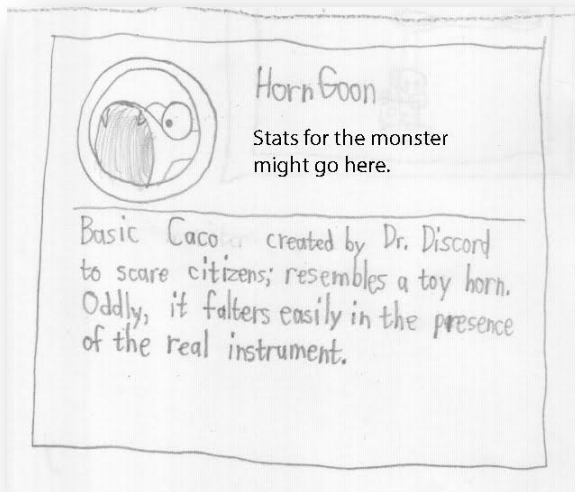 Horn Goon
Stats for the monster
might go here.
Basic Caco created by Dr. Discord
to scare citizens; resembles a toy horn.
Oddly, it falters easily in the presence
of the real instrument.